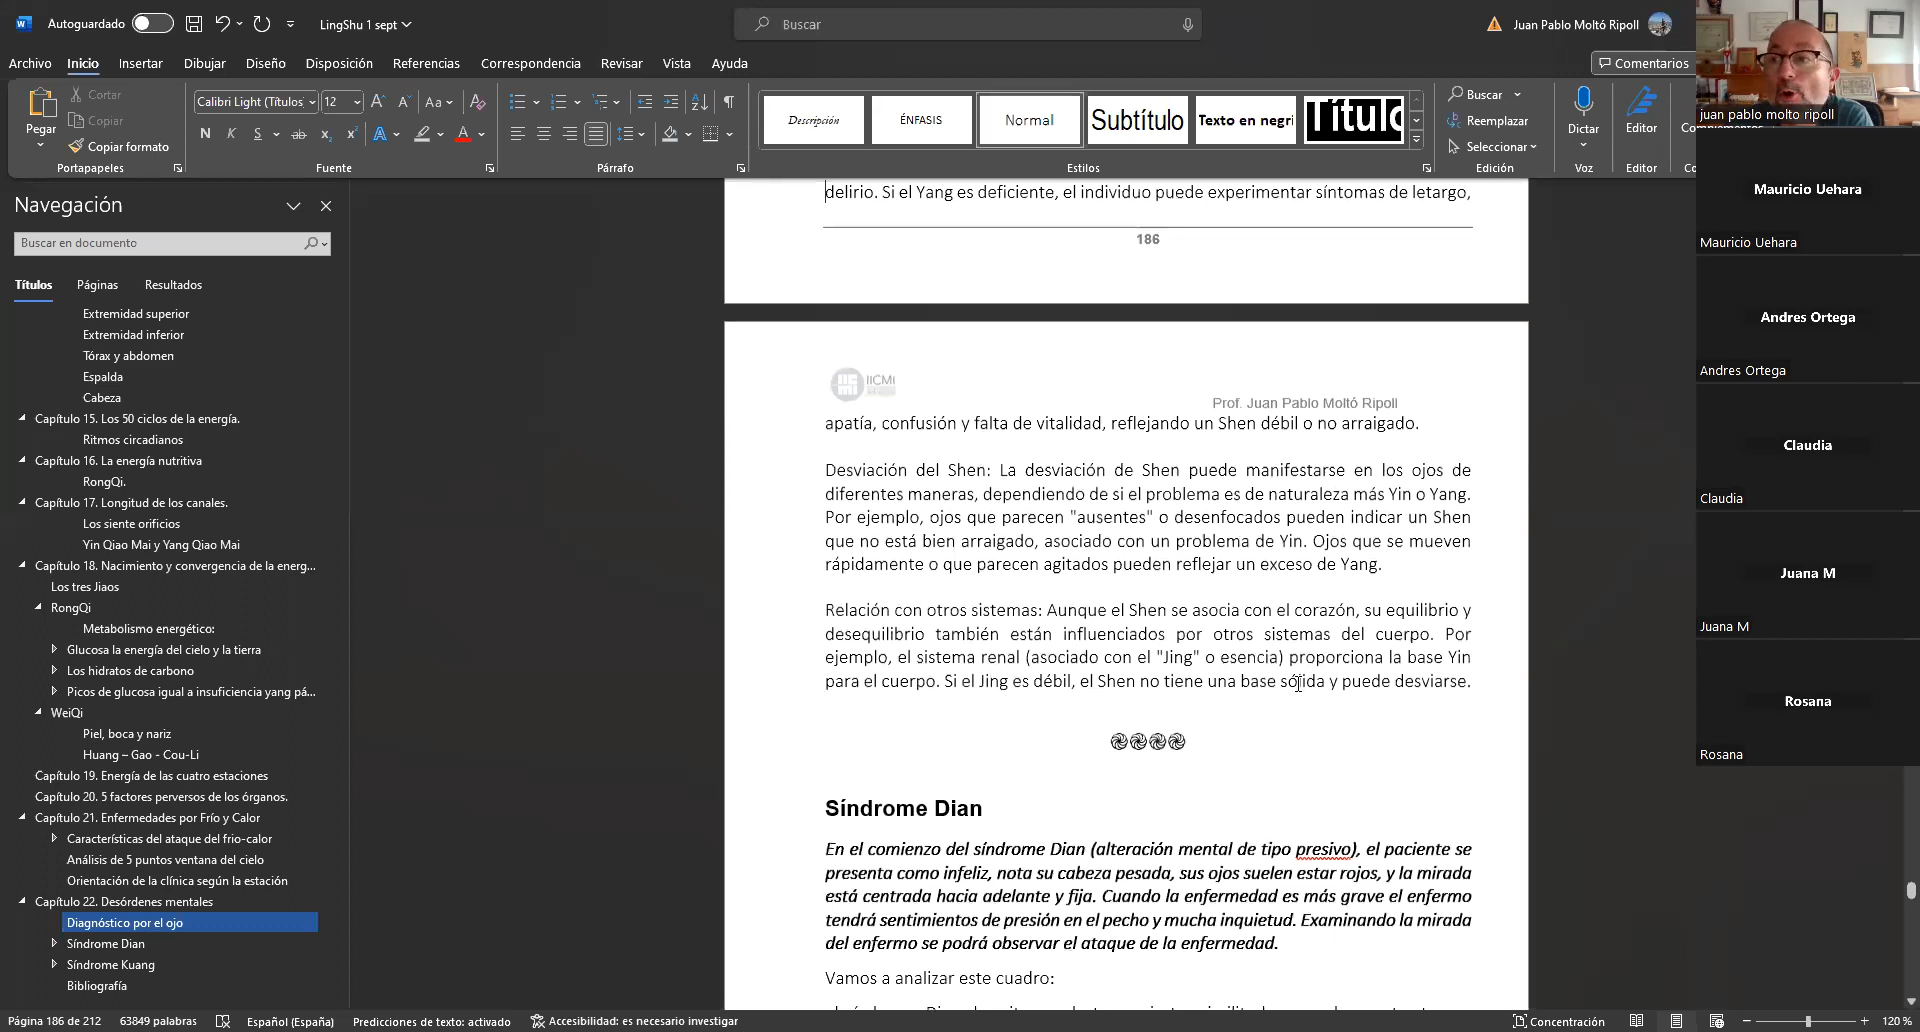 Autoguardado
LingShu 1 sept
Buscar
Juan Pablo Moltó Ripoll
Archivo Inicio Insertar Dibujar Diseño Disposición Referencias Correspondencia Revisar Vista Ayuda
Comentarios
Pegar
Cortar
Copiar
Copiar formato
Portapapeles
Calibri Light (Títulos) 12
Fuente
Párrafo
Descripción
ÉNFASIS
Normal
Subtítulo
Texto en negri
Título
Estilos
Buscar
Reemplazar
Seleccionar
Edición
Dictar
Voz
Editor
Editor
juan pablo molto ripoll
Navegación
Buscar en documento
Títulos Páginas Resultados
Extremidad superior
Extremidad inferior
Tórax y abdomen
Espalda
Cabeza
Capítulo 15. Los 50 ciclos de la energía.
Ritmos circadianos
Capítulo 16. La energía nutritiva
RongQi.
Capítulo 17. Longitud de los canales.
Los siente orificios
Yin Qiao Mai y Yang Qiao Mai
Capítulo 18. Nacimiento y convergencia de la energ...
Los tres Jiaos
RongQi
Metabolismo energético:
Glucosa la energía del cielo y la tierra
Los hidratos de carbono
Picos de glucosa igual a insuficiencia yang pá...
WeiQi
Piel, boca y nariz
Huang – Gao - Cou-Li
Capítulo 19. Energía de las cuatro estaciones
Capítulo 20. 5 factores perversos de los órganos.
Capítulo 21. Enfermedades por Frío y Calor
Características del ataque del frio-calor
Análisis de 5 puntos ventana del cielo
Orientación de la clínica según la estación
Capítulo 22. Desórdenes mentales
Diagnóstico por el ojo
Síndrome Dian
Síndrome Kuang
Bibliografía
delirio. Si el Yang es deficiente, el individuo puede experimentar síntomas de letargo,
186
IICMI
Prof. Juan Pablo Moltó Ripoll
apatía, confusión y falta de vitalidad, reflejando un Shen débil o no arraigado.
Desviación del Shen: La desviación de Shen puede manifestarse en los ojos de
diferentes maneras, dependiendo de si el problema es de naturaleza más Yin o Yang.
Por ejemplo, ojos que parecen "ausentes" o desenfocados pueden indicar un Shen
que no está bien arraigado, asociado con un problema de Yin. Ojos que se mueven
rápidamente o que parecen agitados pueden reflejar un exceso de Yang.
Relación con otros sistemas: Aunque el Shen se asocia con el corazón, su equilibrio y
desequilibrio también están influenciados por otros sistemas del cuerpo. Por
ejemplo, el sistema renal (asociado con el "Jing" o esencia) proporciona la base Yin
para el cuerpo. Si el Jing es débil, el Shen no tiene una base sólida y puede desviarse.
Síndrome Dian
En el comienzo del síndrome Dian (alteración mental de tipo presivo), el paciente se
presenta como infeliz, nota su cabeza pesada, sus ojos suelen estar rojos, y la mirada
está centrada hacia adelante y fija. Cuando la enfermedad es más grave el enfermo
tendrá sentimientos de presión en el pecho y mucha inquietud. Examinando la mirada
del enfermo se podrá observar el ataque de la enfermedad.
Vamos a analizar este cuadro:
Mauricio Uehara
Mauricio Uehara
Andres Ortega
Andres Ortega
Claudia
Claudia
Juana M
Juana M
Rosana
Rosana
Página 186 de 212 63849 palabras Español (España) Predicciones de texto: activado Accesibilidad: es necesario investigar
Concentración
120 %